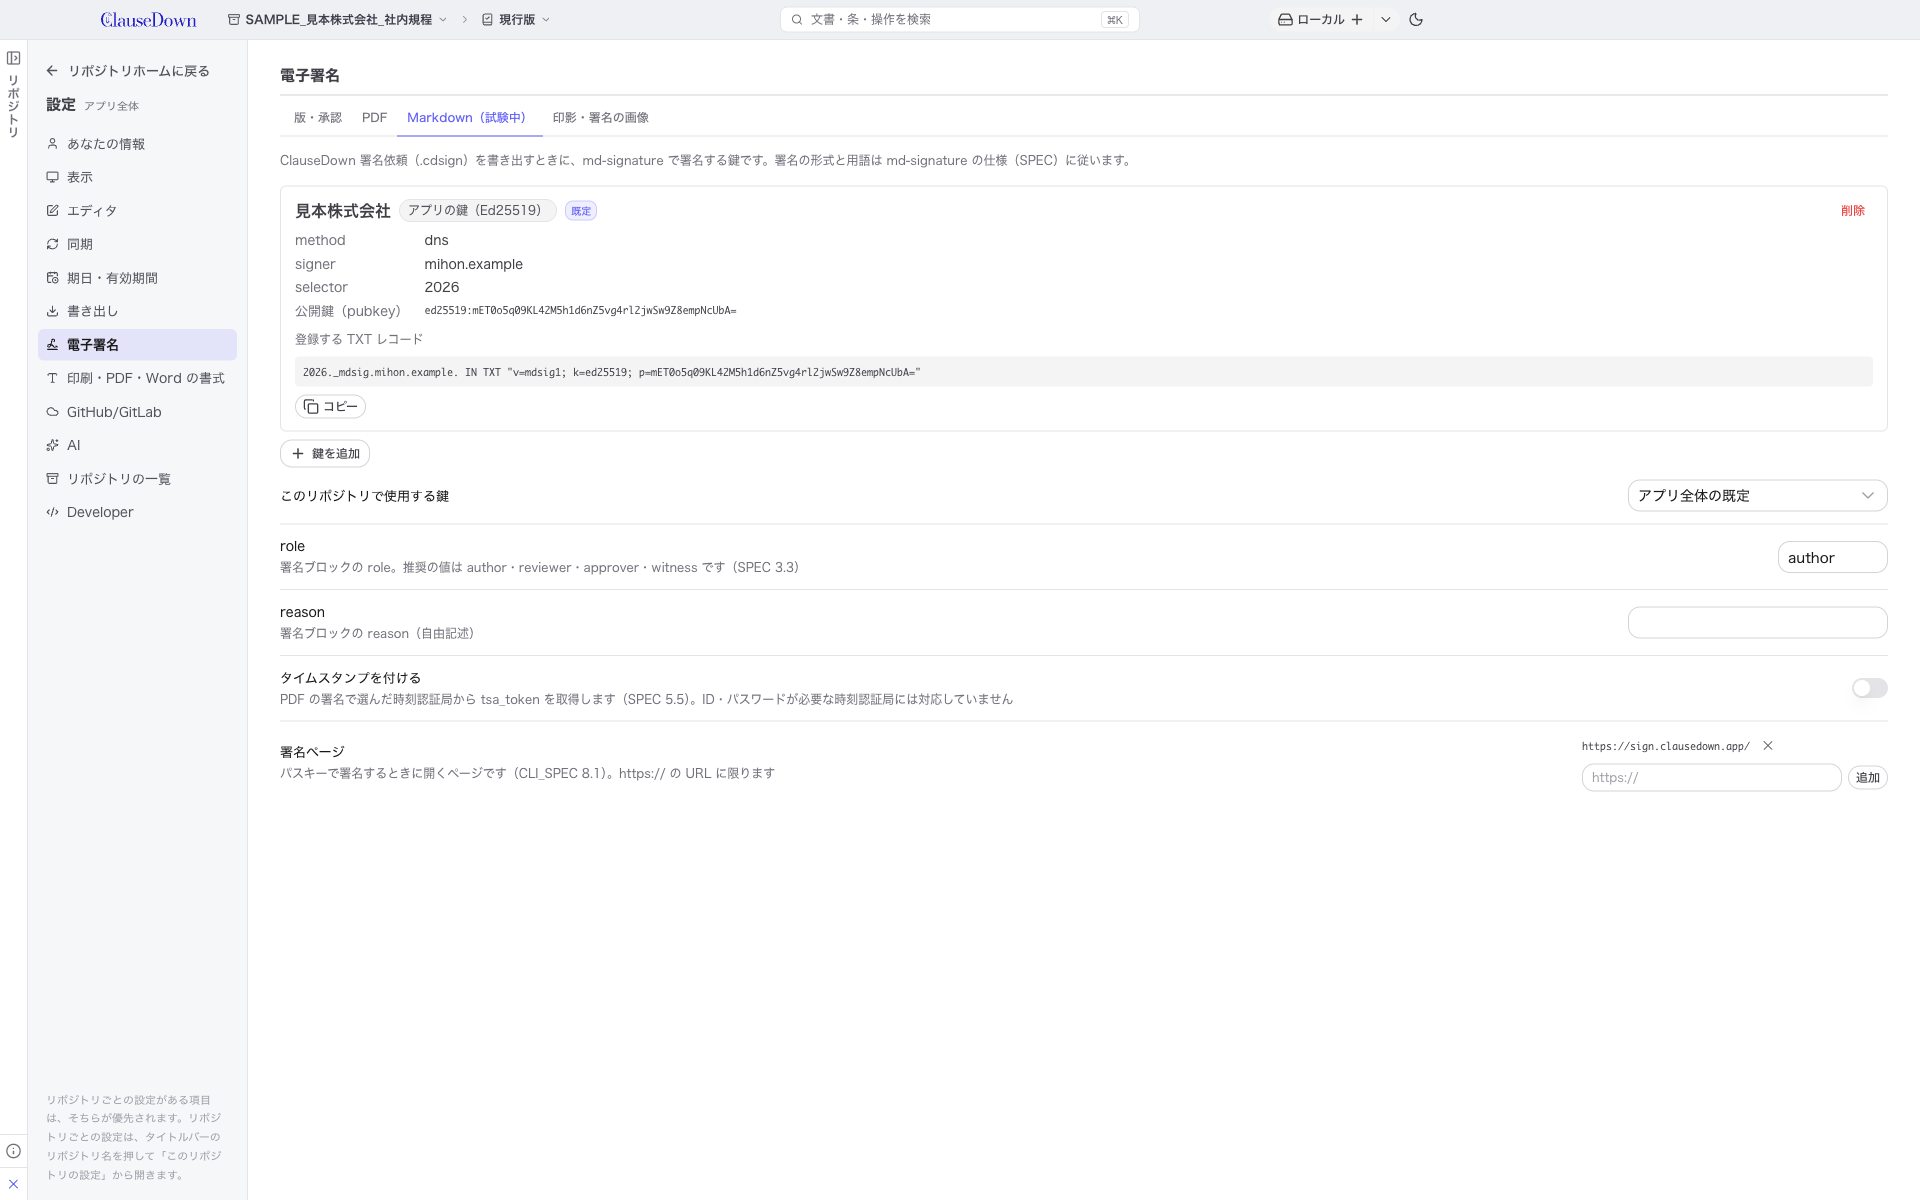 ClauseDown
SAMPLE_見本株式会社_社内規程
現行版
文書・条・操作を検索
⌘K
ローカル
リポジトリ
リポジトリホームに戻る
設定 アプリ全体
あなたの情報
表示
エディタ
同期
期日・有効期間
書き出し
電子署名
印刷・PDF・Word の書式
GitHub/GitLab
AI
リポジトリの一覧
Developer
リポジトリごとの設定がある項目
は、そちらが優先されます。リポジ
トリごとの設定は、タイトルバーの
リポジトリ名を押して「このリポジ
トリの設定」から開きます。
電子署名
版・承認 PDF Markdown（試験中） 印影・署名の画像
ClauseDown 署名依頼（.cdsign）を書き出すときに、md-signature で署名する鍵です。署名の形式と用語は md-signature の仕様（SPEC）に従います。
見本株式会社 アプリの鍵（Ed25519） 既定 削除
method dns
signer mihon.example
selector 2026
公開鍵（pubkey） ed25519:mET0o5q09KL42M5h1d6nZ5vg4rl2jwSw9Z8empNcUbA=
登録する TXT レコード
2026._mdsig.mihon.example. IN TXT "v=mdsig1; k=ed25519; p=mET0o5q09KL42M5h1d6nZ5vg4rl2jwSw9Z8empNcUbA="
コピー
鍵を追加
このリポジトリで使用する鍵 アプリ全体の既定
role
署名ブロックの role。推奨の値は author・reviewer・approver・witness です（SPEC 3.3）
author
reason
署名ブロックの reason（自由記述）
タイムスタンプを付ける
PDF の署名で選んだ時刻認証局から tsa_token を取得します（SPEC 5.5）。ID・パスワードが必要な時刻認証局には対応していません
署名ページ
パスキーで署名するときに開くページです（CLI_SPEC 8.1）。https:// の URL に限ります
https://sign.clausedown.app/
https://
追加